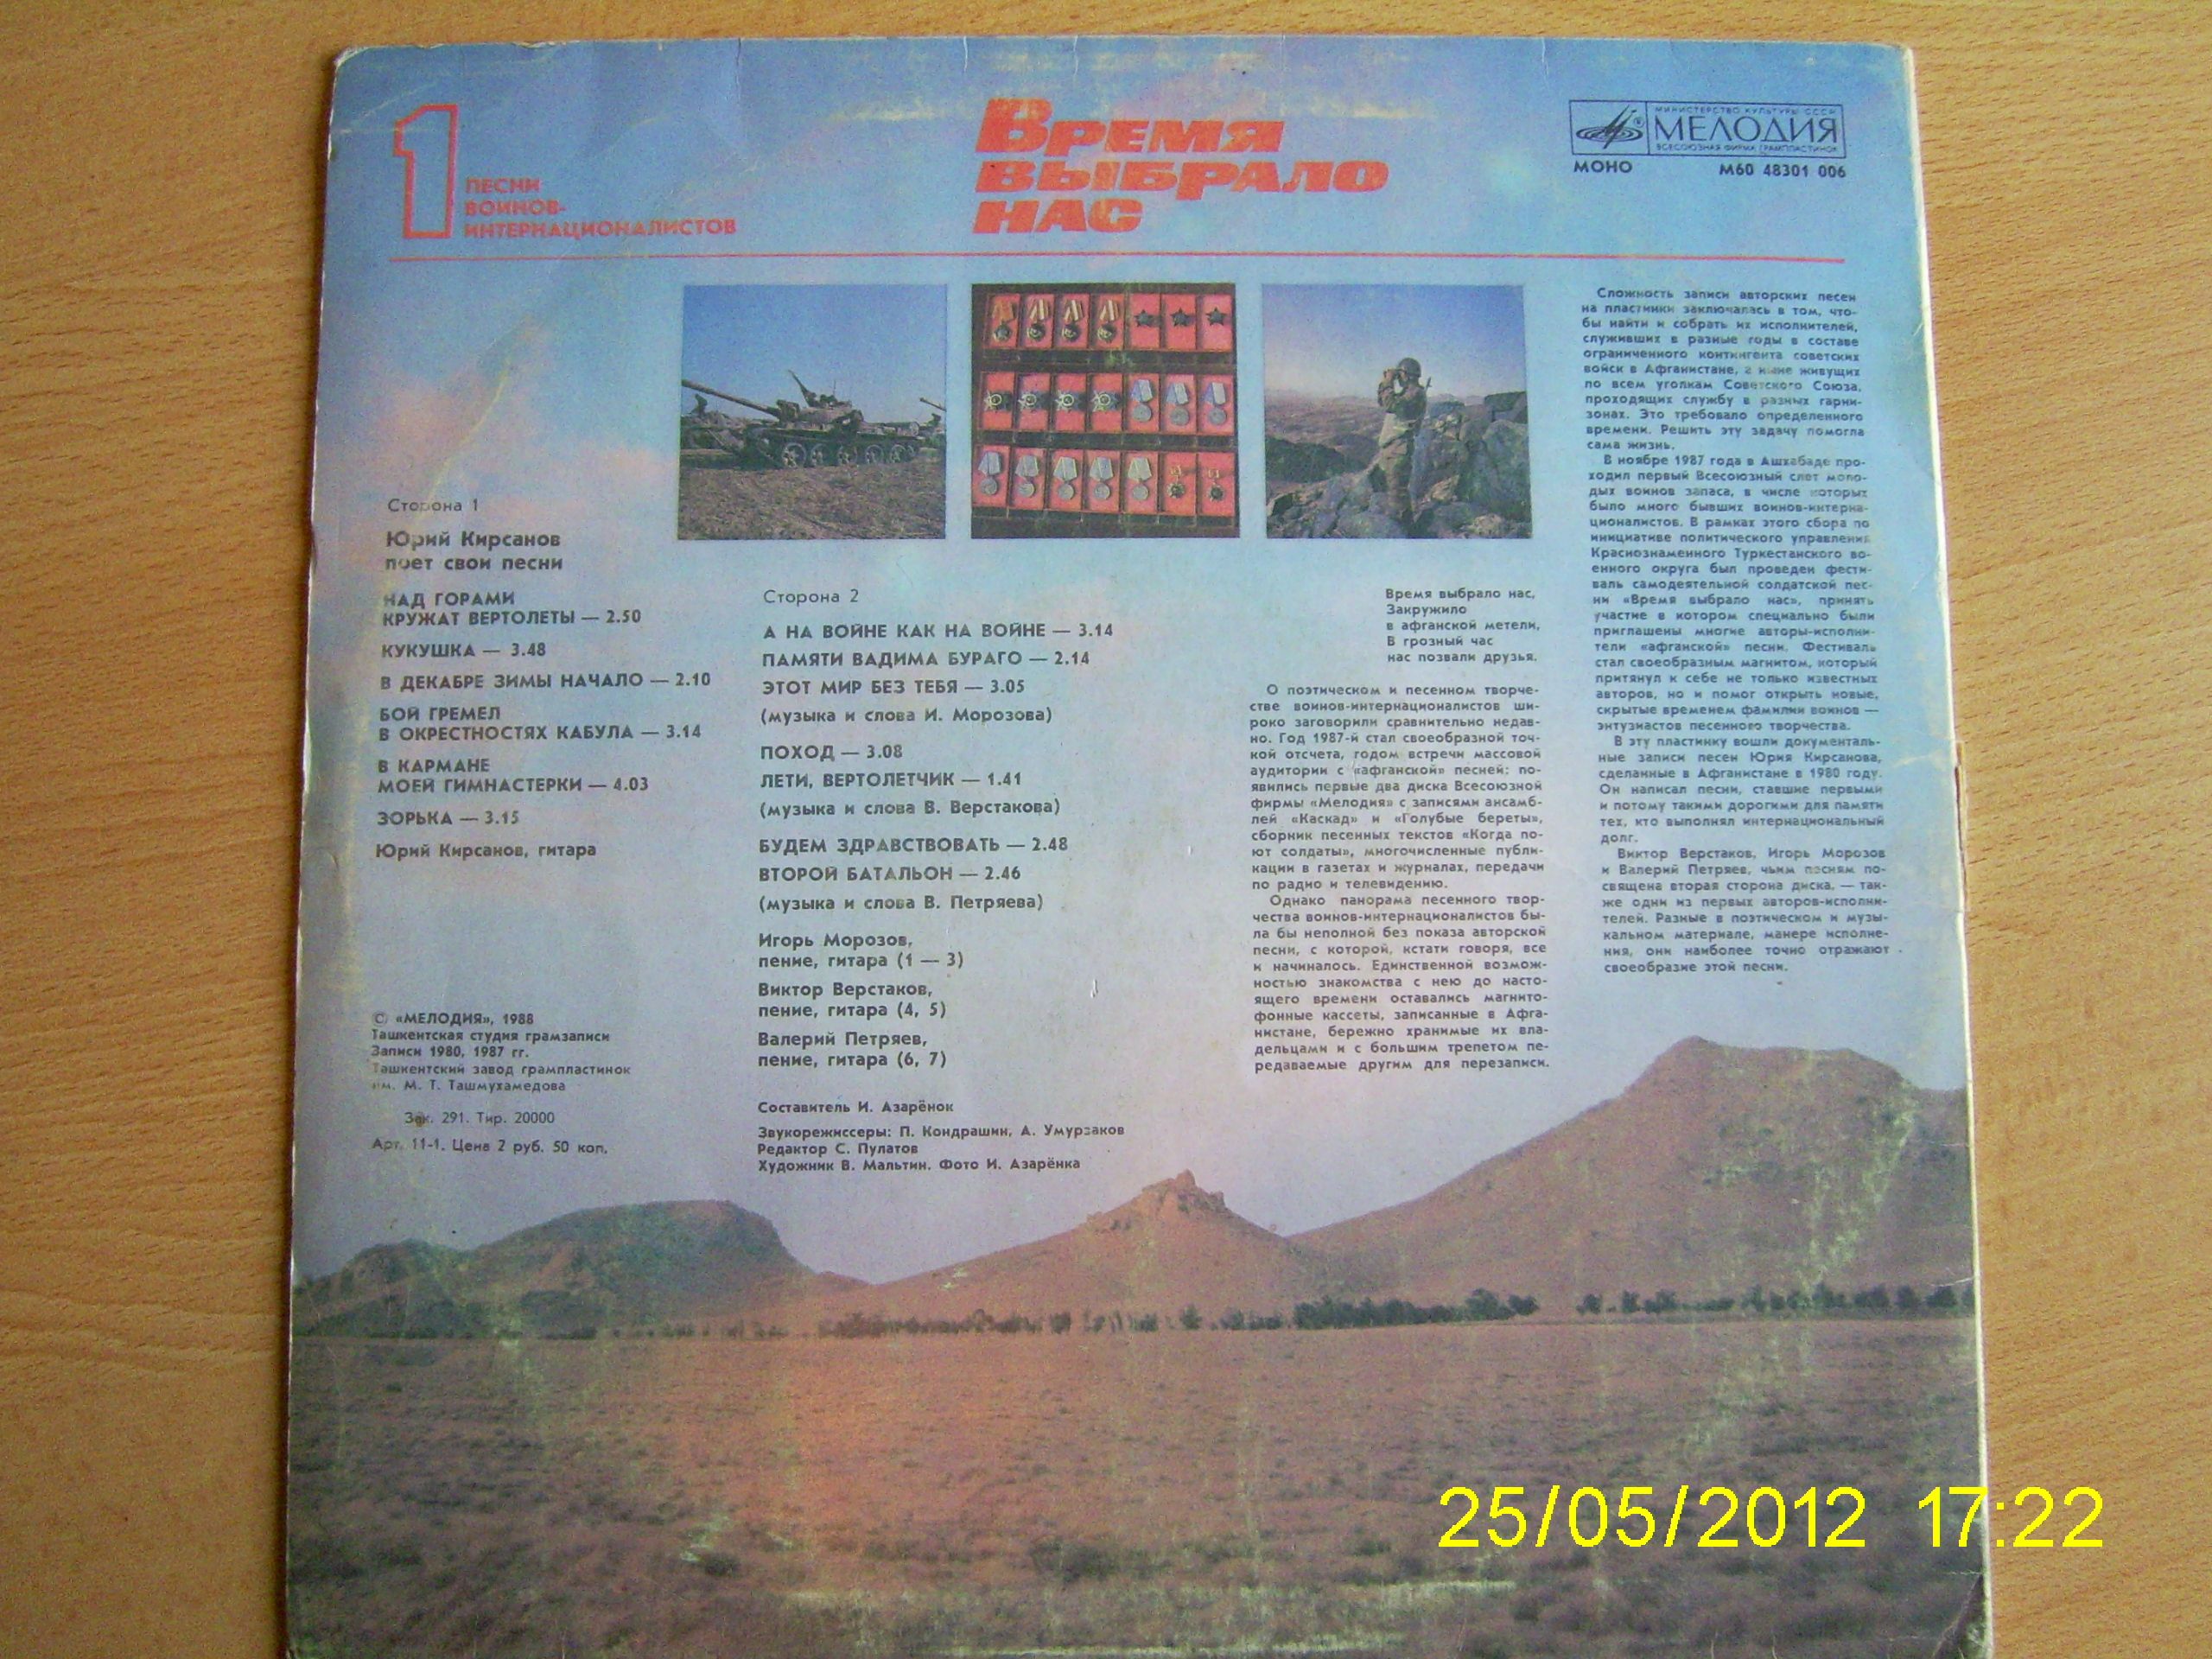 1
ПЕСНИ
ВОИНОВ-
ИНТЕРНАЦИОНАЛИСТОВ
ВРЕМЯ
ВЫБРАЛО
НАС
МИНИСТЕРСТВО КУЛЬТУРЫ СССР
МЕЛОДИЯ
ВСЕСОЮЗНАЯ ФИРМА ГРАМПЛАСТИНОК
МОНО М60 48301 006
Сторона 1
Юрий Кирсанов
поет свои песни
НАД ГОРАМИ
КРУЖАТ ВЕРТОЛЕТЫ — 2.50
КУКУШКА — 3.48
В ДЕКАБРЕ ЗИМЫ НАЧАЛО — 2.10
БОЙ ГРЕМЕЛ
В ОКРЕСТНОСТЯХ КАБУЛА — 3.14
В КАРМАНЕ
МОЕЙ ГИМНАСТЕРКИ — 4.03
ЗОРЬКА — 3.15
Юрий Кирсанов, гитара
© «МЕЛОДИЯ», 1988
Ташкентская студия грамзаписи
Записи 1980, 1987 гг.
Ташкентский завод грампластинок
им. М. Т. Ташмухамедова
Зак. 291. Тир. 20000
Арт. 11-1. Цена 2 руб. 50 коп.
Сторона 2
А НА ВОЙНЕ КАК НА ВОЙНЕ — 3.14
ПАМЯТИ ВАДИМА БУРАГО — 2.14
ЭТОТ МИР БЕЗ ТЕБЯ — 3.05
(музыка и слова И. Морозова)
ПОХОД — 3.08
ЛЕТИ, ВЕРТОЛЕТЧИК — 1.41
(музыка и слова В. Верстакова)
БУДЕМ ЗДРАВСТВОВАТЬ — 2.48
ВТОРОЙ БАТАЛЬОН — 2.46
(музыка и слова В. Петряева)
Игорь Морозов,
пение, гитара (1 — 3)
Виктор Верстаков,
пение, гитара (4, 5)
Валерий Петряев,
пение, гитара (6, 7)
Составитель И. Азарёнок
Звукорежиссеры: П. Кондрашин, А. Умурзаков
Редактор С. Пулатов
Художник В. Мальтин. Фото И. Азарёнка
Время выбрало нас,
Закружило
в афганской метели,
В грозный час
нас позвали друзья.
О поэтическом и песенном творче-
стве воинов-интернационалистов ши-
роко заговорили сравнительно недав-
но. Год 1987-й стал своеобразной точ-
кой отсчета, годом встречи массовой
аудитории с «афганской» песней: по-
явились первые два диска Всесоюзной
фирмы «Мелодия» с записями ансамб-
лей «Каскад» и «Голубые береты»,
сборник песенных текстов «Когда по-
ют солдаты», многочисленные публи-
кации в газетах и журналах, передачи
по радио и телевидению.
Однако панорама песенного твор-
чества воинов-интернационалистов бы-
ла бы неполной без показа авторской
песни, с которой, кстати говоря, все
и начиналось. Единственной возмож-
ностью знакомства с нею до насто-
ящего времени оставались магнито-
фонные кассеты, записанные в Афга-
нистане, бережно хранимые их вла-
дельцами и с большим трепетом пе-
редаваемые другим для перезаписи.
Сложность записи авторских песен
на пластинки заключалась в том, что-
бы найти и собрать их исполнителей,
служивших в разные годы в составе
ограниченного контингента советских
войск в Афганистане, а ныне живущих
по всем уголкам Советского Союза,
проходящих службу в разных гарни-
зонах. Это требовало определенного
времени. Решить эту задачу помогла
сама жизнь.
В ноябре 1987 года в Ашхабаде про-
ходил первый Всесоюзный слет моло-
дых воинов запаса, в числе которых
было много бывших воинов-интерна-
ционалистов. В рамках этого сбора по
инициативе политического управления
Краснознаменного Туркестанского во-
енного округа был проведен фести-
валь самодеятельной солдатской пес-
ни «Время выбрало нас», принять
участие в котором специально были
приглашены многие авторы-исполни-
тели «афганской» песни. Фестиваль
стал своеобразным магнитом, который
притянул к себе не только известных
авторов, но и помог открыть новые,
скрытые временем фамилии воинов —
энтузиастов песенного творчества.
В эту пластинку вошли документаль-
ные записи песен Юрия Кирсанова,
сделанные в Афганистане в 1980 году.
Он написал песни, ставшие первыми
и потому такими дорогими для памяти
тех, кто выполнял интернациональный
долг.
Виктор Верстаков, Игорь Морозов
и Валерий Петряев, чьим песням по-
священа вторая сторона диска, — так-
же одни из первых авторов-исполни-
телей. Разные в поэтическом и музы-
кальном материале, манере исполне-
ния, они наиболее точно отражают
своеобразие этой песни.
25/05/2012 17:22